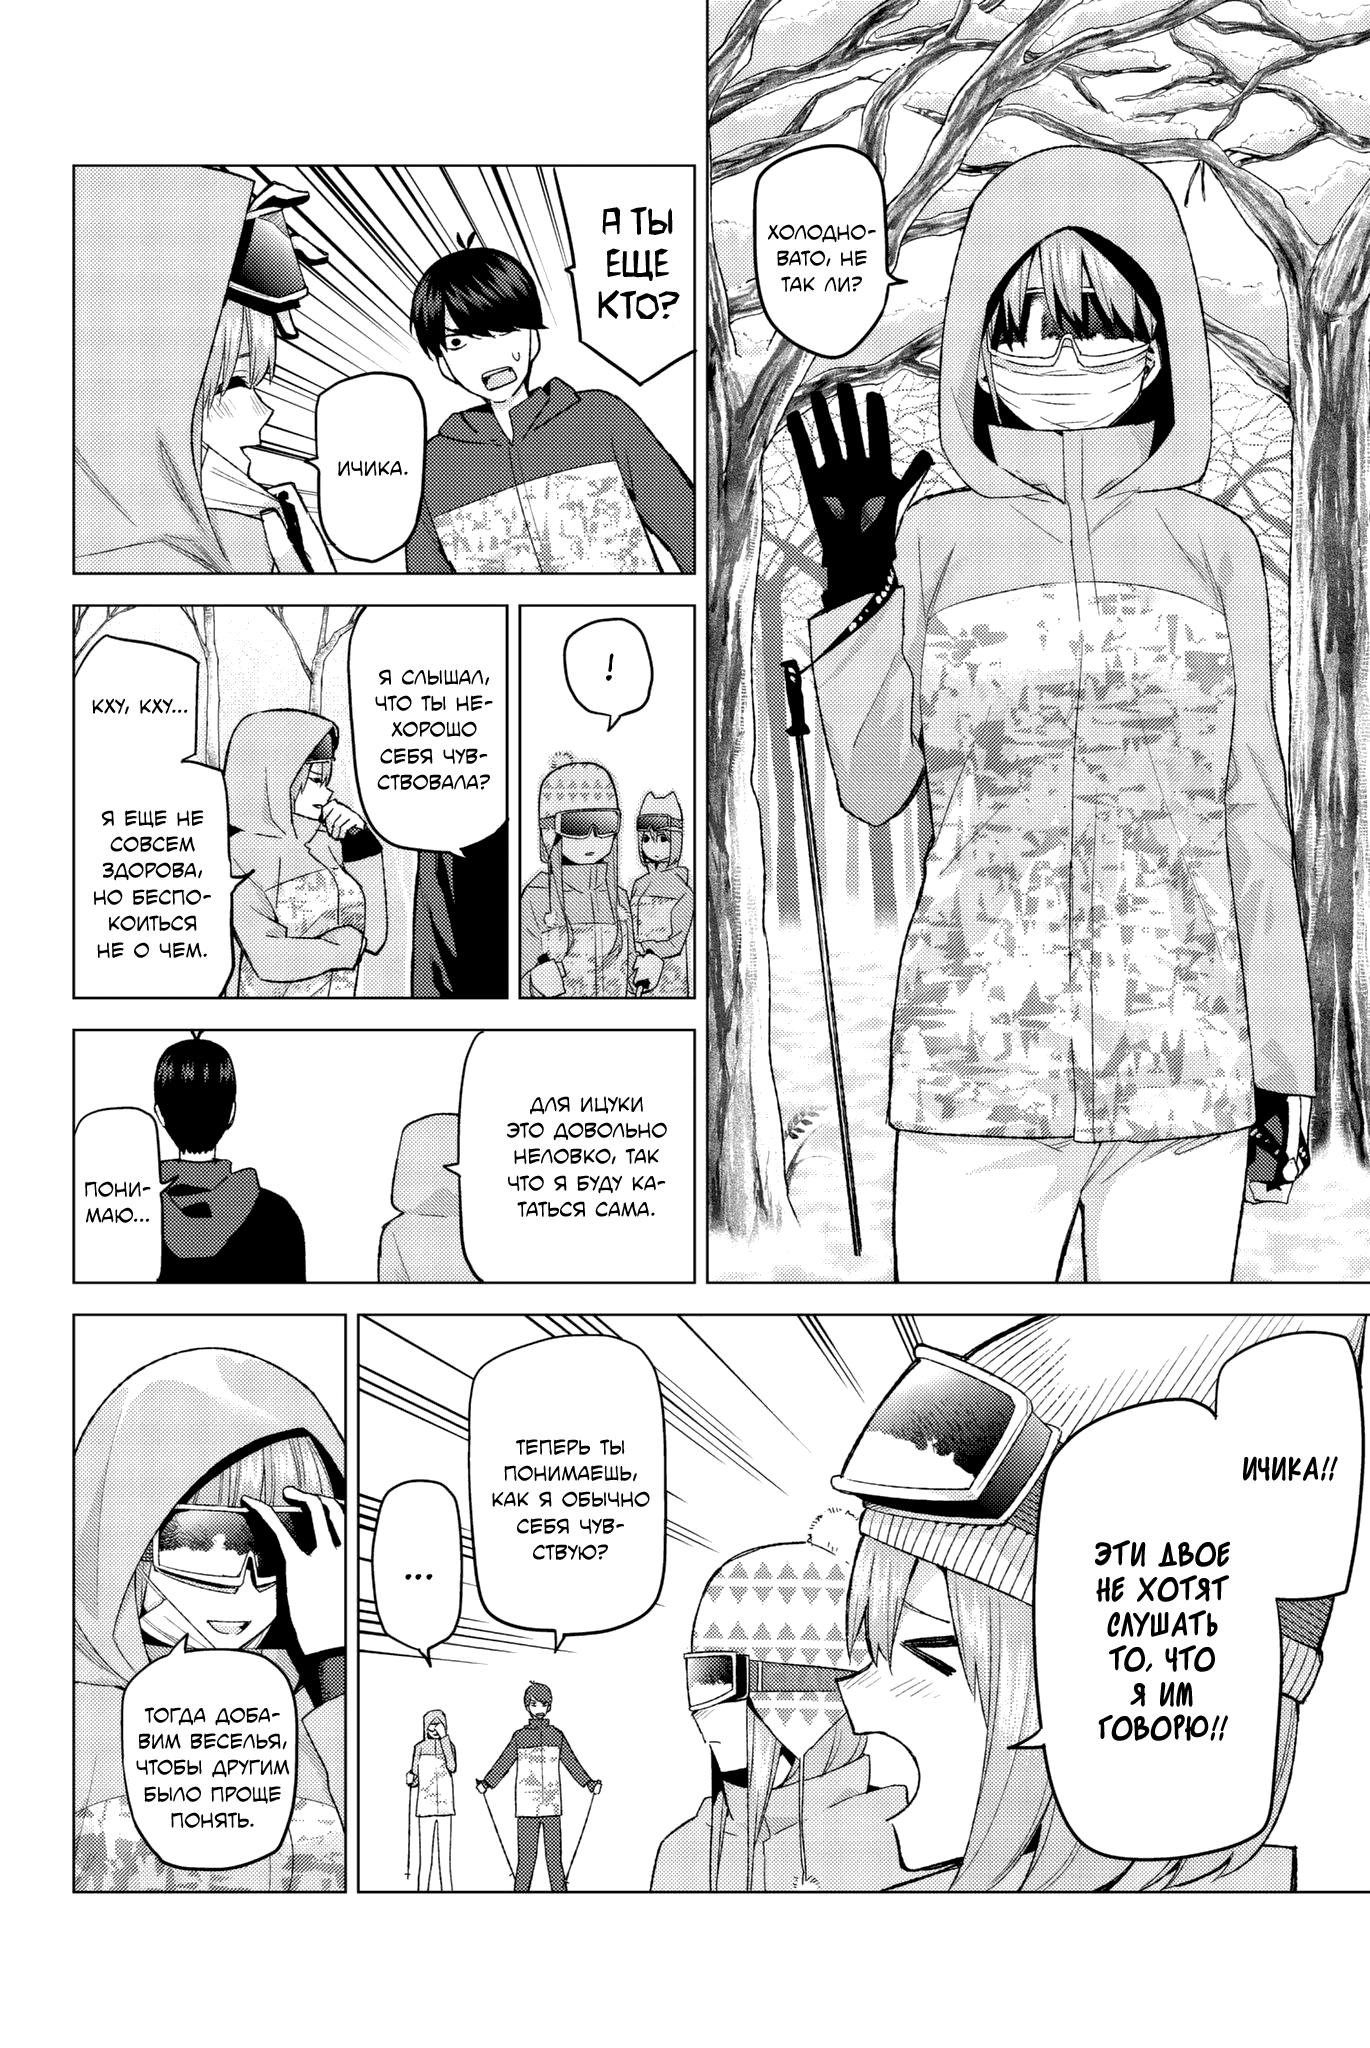 ХОЛОДНО-
ВАТО, НЕ
ТАК ЛИ?
А ТЫ
ЕЩЕ
КТО?
ИЧИКА.
!
Я СЛЫШАЛ,
ЧТО ТЫ НЕ-
ХОРОШО
СЕБЯ ЧУВ-
СТВОВАЛА?
КХУ, КХУ...
Я ЕЩЕ НЕ
СОВСЕМ
ЗДОРОВА,
НО БЕСПО-
КОИТЬСЯ
НЕ О ЧЕМ.
ДЛЯ ИЦУКИ
ЭТО ДОВОЛЬНО
НЕЛОВКО, ТАК
ЧТО Я БУДУ КА-
ТАТЬСЯ САМА.
ПОНИ-
МАЮ...
ИЧИКА!!
ЭТИ ДВОЕ
НЕ ХОТЯТ
СЛУШАТЬ
ТО, ЧТО
Я ИМ
ГОВОРЮ!!
ТЕПЕРЬ ТЫ
ПОНИМАЕШЬ,
КАК Я ОБЫЧНО
СЕБЯ ЧУВ-
СТВУЮ?
...
ТОГДА ДОБА-
ВИМ ВЕСЕЛЬЯ,
ЧТОБЫ ДРУГИМ
БЫЛО ПРОЩЕ
ПОНЯТЬ.